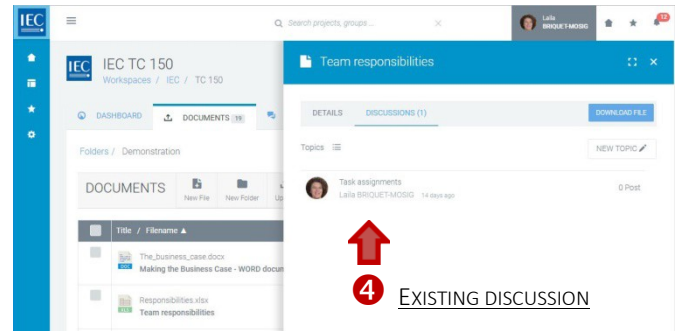 IEC
Search projects, groups ...
Laila
BRIQUET-MOSIG
12
IEC
IEC TC 150
Workspaces / IEC / TC 150
DASHBOARD
DOCUMENTS 19
Folders / Demonstration
DOCUMENTS
New File
New Folder
Title / Filename ▲
The_business_case.docx
Making the Business Case - WORD docun
Responsibilities.xlsx
Team responsibilities
Team responsibilities
DETAILS
DISCUSSIONS (1)
DOWNLOAD FILE
Topics
NEW TOPIC
Task assignments
Laila BRIQUET-MOSIG 14 days ago
0 Post
4 EXISTING DISCUSSION